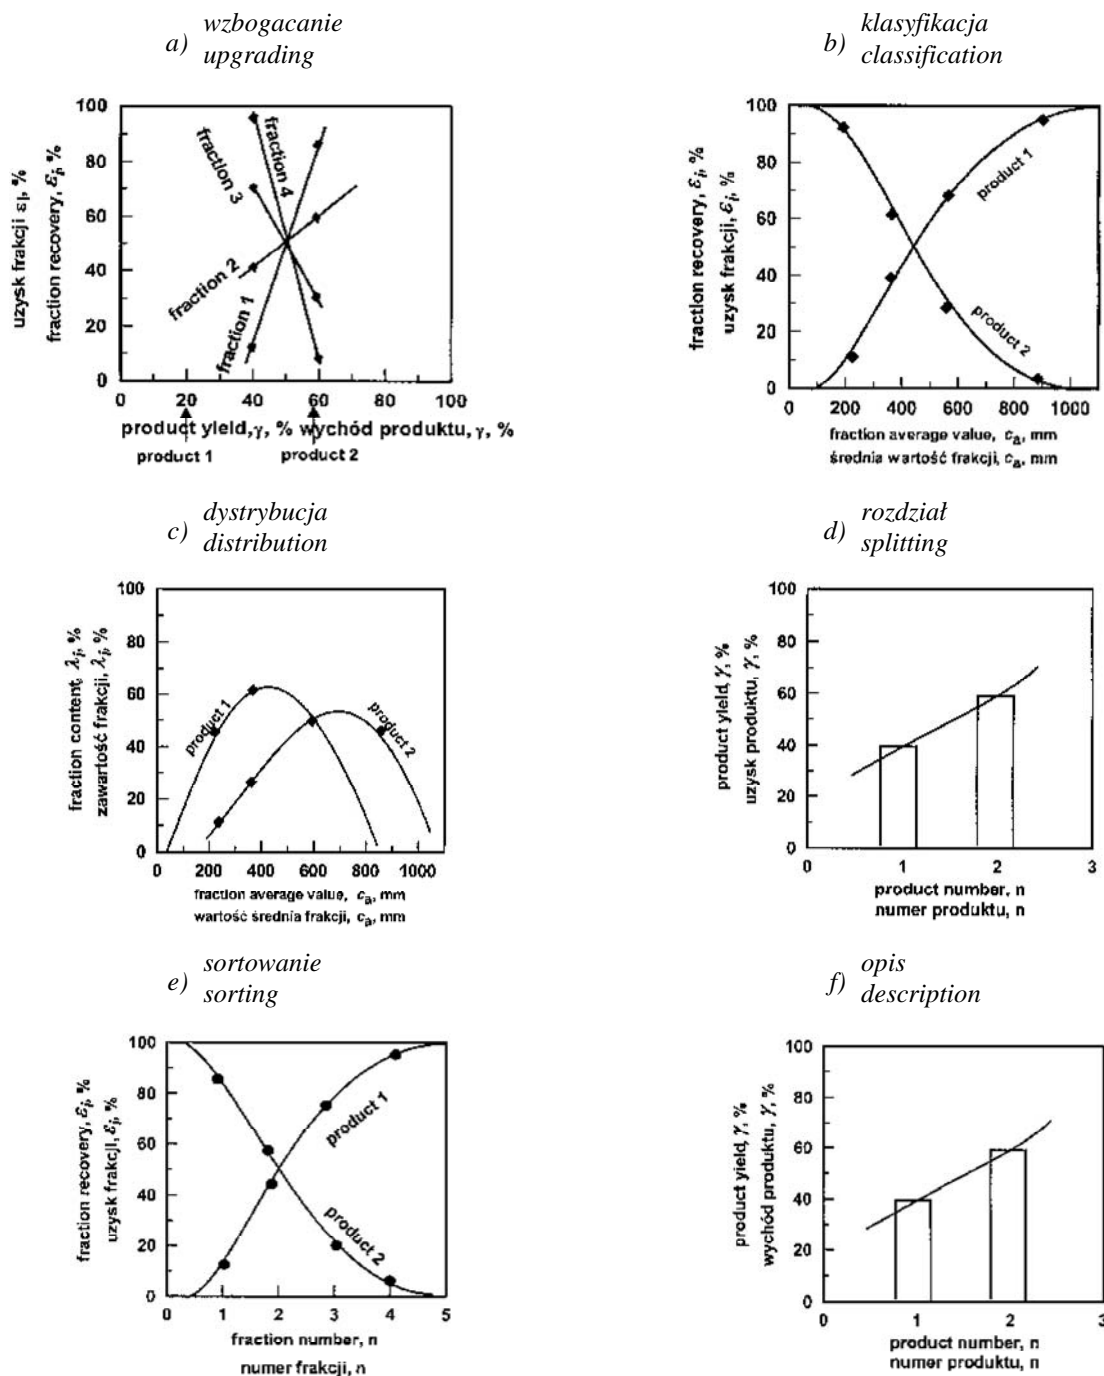 a) wzbogacanie
upgrading
uzysk frakcji εi, %
fraction recovery, εi, %
100
80
60
40
20
0
fraction 3
fraction 4
fraction 2
fraction 1
0 20 40 60 80 100
product yield, γ, % wychód produktu, γ, %
product 1 product 2
b) klasyfikacja
classification
fraction recovery, εi, %
uzysk frakcji, εi, %
100
80
60
40
20
0
product 1
product 2
0 200 400 600 800 1000
fraction average value, ca, mm
średnia wartość frakcji, ca, mm
c) dystrybucja
distribution
fraction content, λi, %
zawartość frakcji, λi, %
100
80
60
40
20
0
product 1
product 2
0 200 400 600 800 1000
fraction average value, ca, mm
wartość średnia frakcji, ca, mm
d) rozdział
splitting
product yleld, γ, %
uzysk produktu, γ, %
100
80
60
40
20
0
0 1 2 3
product number, n
numer produktu, n
e) sortowanie
sorting
fraction recovery, εi, %
uzysk frakcji, εi, %
100
80
60
40
20
0
product 1
product 2
0 1 2 3 4 5
fraction number, n
numer frakcji, n
f) opis
description
product yield, γ, %
wychód produktu, γ, %
100
80
60
40
20
0
0 1 2 3
product number, n
numer produktu, n